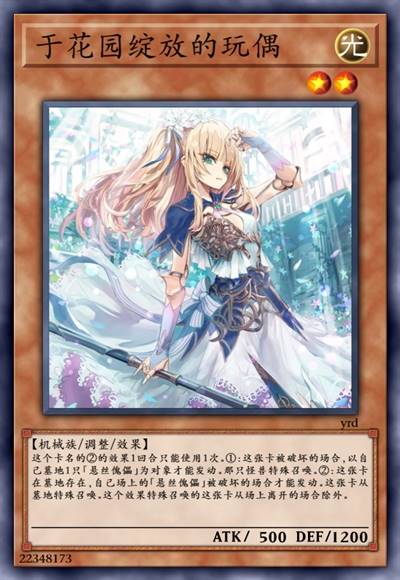 于花园绽放的玩偶
光
yrd
【机械族/调整/效果】
这个卡名的②的效果1回合只能使用1次。①：这张卡被破坏的场合，以自
己墓地1只「悬丝傀儡」为对象才能发动。那只怪兽特殊召唤。②：这张卡
在墓地存在，自己场上的「悬丝傀儡」被破坏的场合才能发动。这张卡从
墓地特殊召唤。这个效果特殊召唤的这张卡从场上离开的场合除外。
ATK/ 500 DEF/1200
22348173